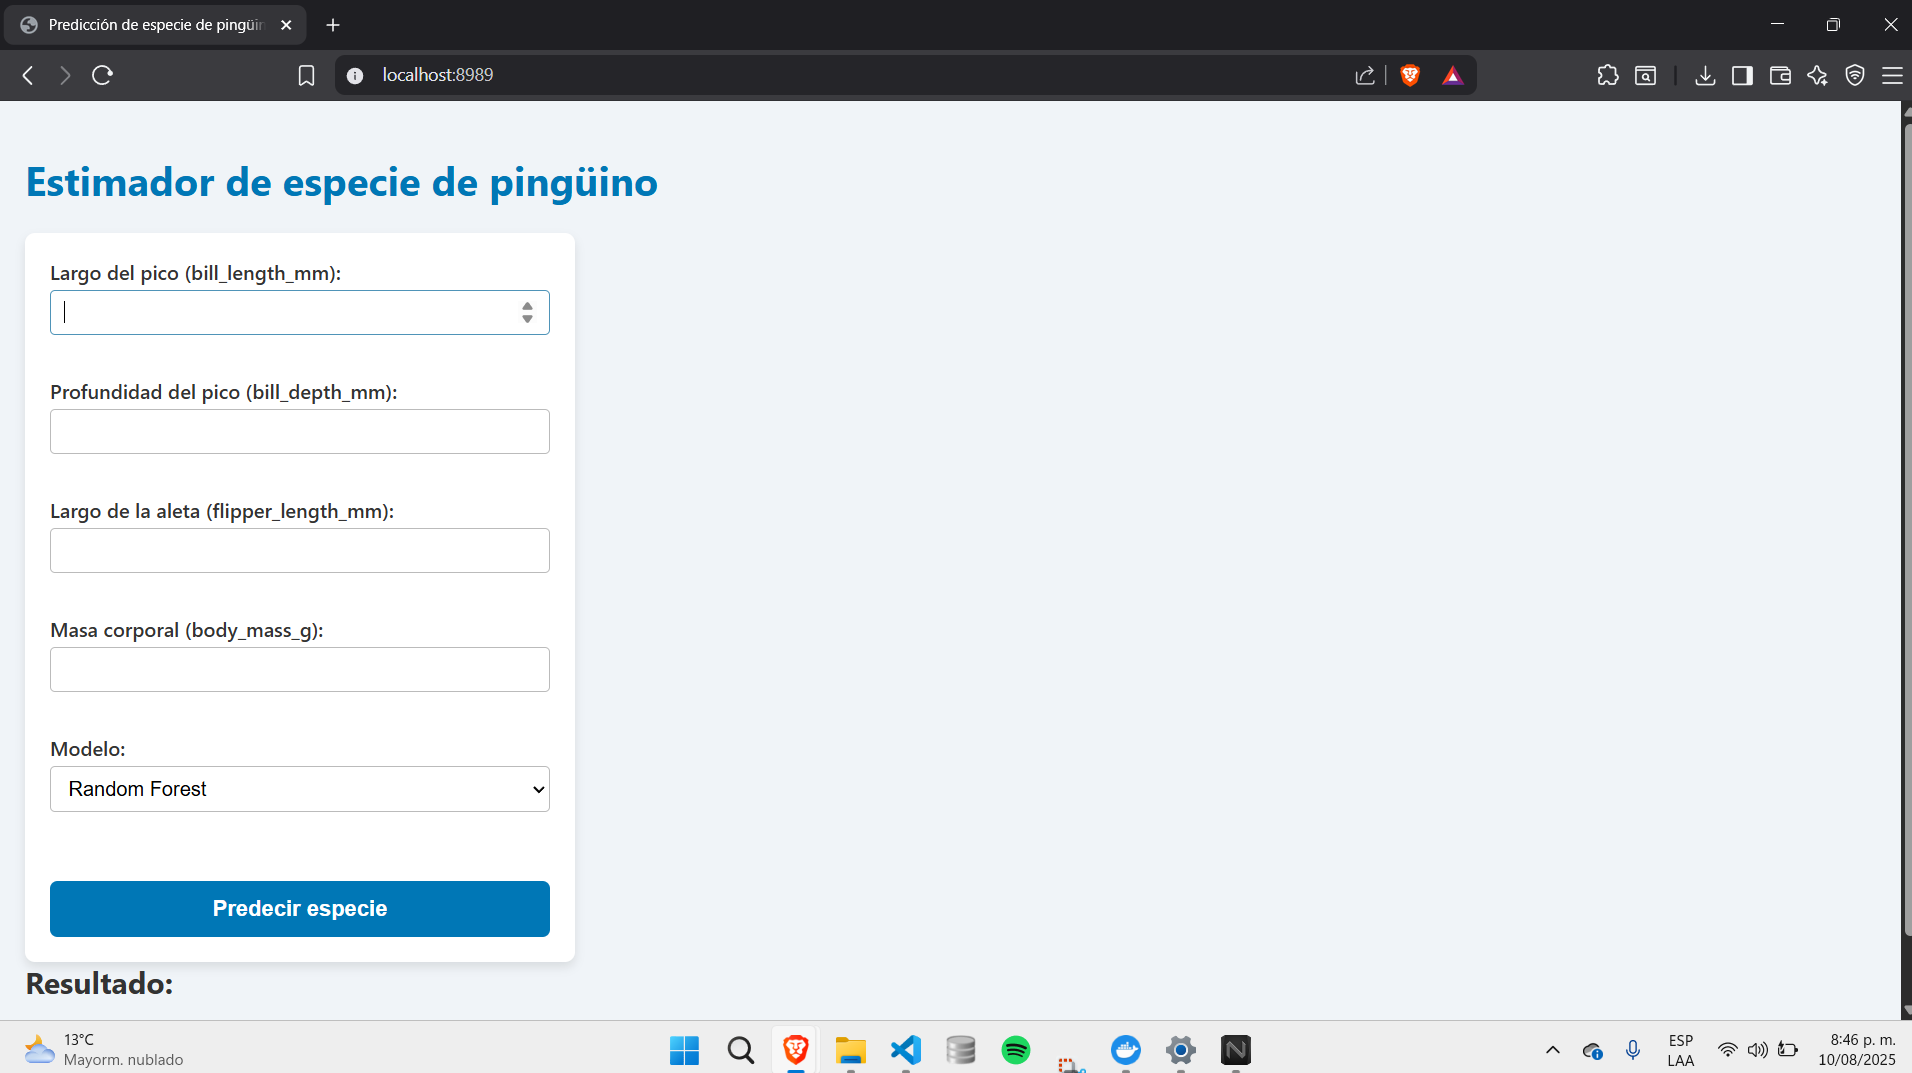 Predicción de especie de pingüin
localhost:8989
Estimador de especie de pingüino
Largo del pico (bill_length_mm):
Profundidad del pico (bill_depth_mm):
Largo de la aleta (flipper_length_mm):
Masa corporal (body_mass_g):
Modelo:
Random Forest
Predecir especie
Resultado:
13°C
Mayorm. nublado
ESP
LAA
8:46 p. m.
10/08/2025